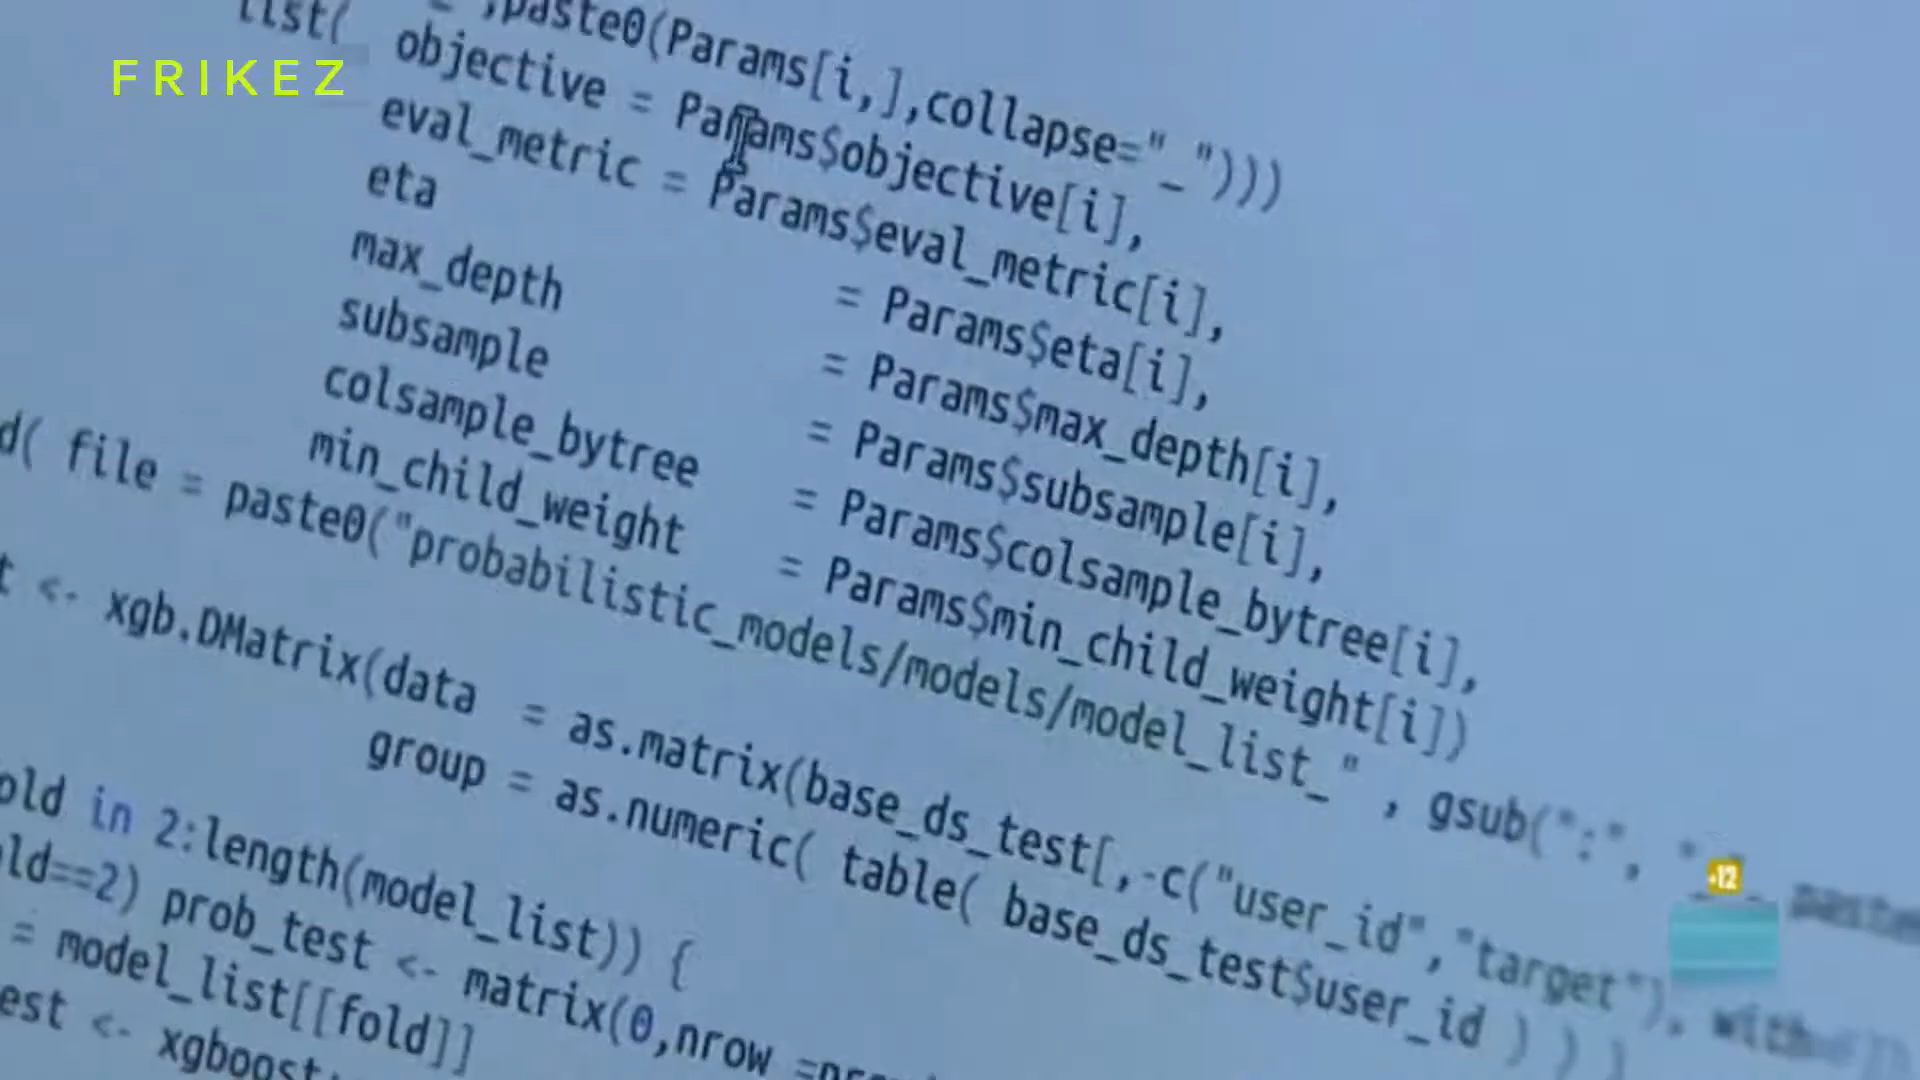 FRIKEZ
list(
,paste0(Params[i,],collapse="_")))
objective = Params$objective[i],
eval_metric = Params$eval_metric[i],
eta = Params$eta[i],
max_depth = Params$max_depth[i],
subsample = Params$subsample[i],
colsample_bytree = Params$colsample_bytree[i],
min_child_weight = Params$min_child_weight[i])
d( file = paste0("probabilistic_models/models/model_list_" , gsub(":",
t <- xgb.DMatrix(data = as.matrix(base_ds_test[,-c("user_id","target"), with=
group = as.numeric( table( base_ds_test$user_id ) ) )
old in 2:length(model_list)) {
ld==2) prob_test <- matrix(0,nrow =
= model_list[[fold]]
est <- xgboost:
+12